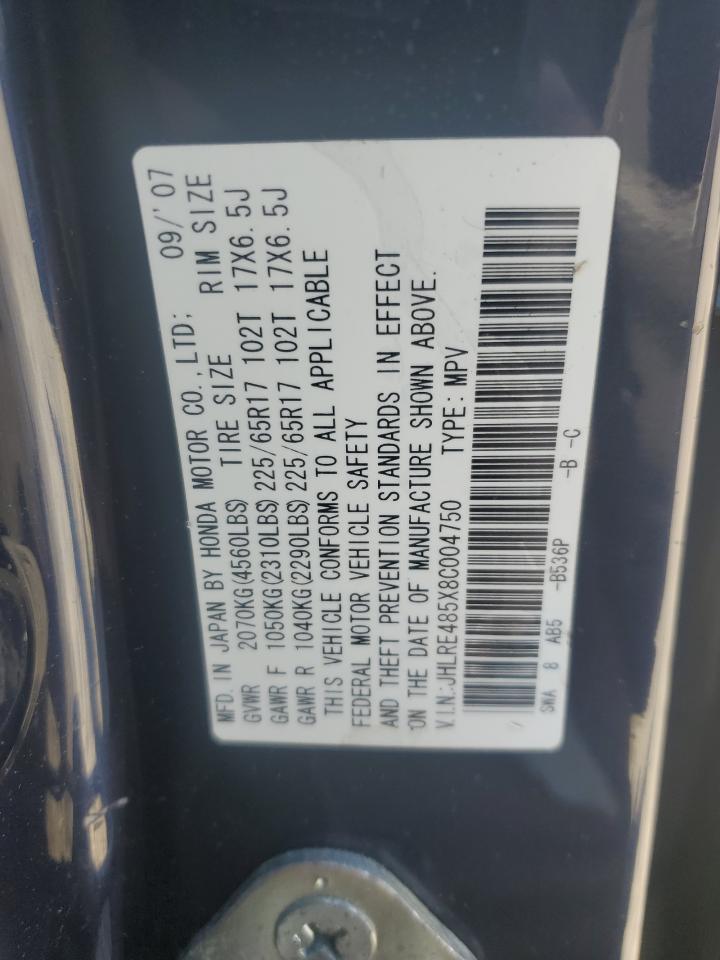 MFD. IN JAPAN BY HONDA MOTOR CO., LTD; 09/'07
GVWR 2070KG(4560LBS) TIRE SIZE RIM SIZE
GAWR F 1050KG(2310LBS) 225/65R17 102T 17X6.5J
GAWR R 1040KG(2290LBS) 225/65R17 102T 17X6.5J
THIS VEHICLE CONFORMS TO ALL APPLICABLE
FEDERAL MOTOR VEHICLE SAFETY
AND THEFT PREVENTION STANDARDS IN EFFECT
ON THE DATE OF MANUFACTURE SHOWN ABOVE.
V.I.N.:JHLRE485X8C004750 TYPE: MPV
SWA 8 AB5 -B536P -B -C